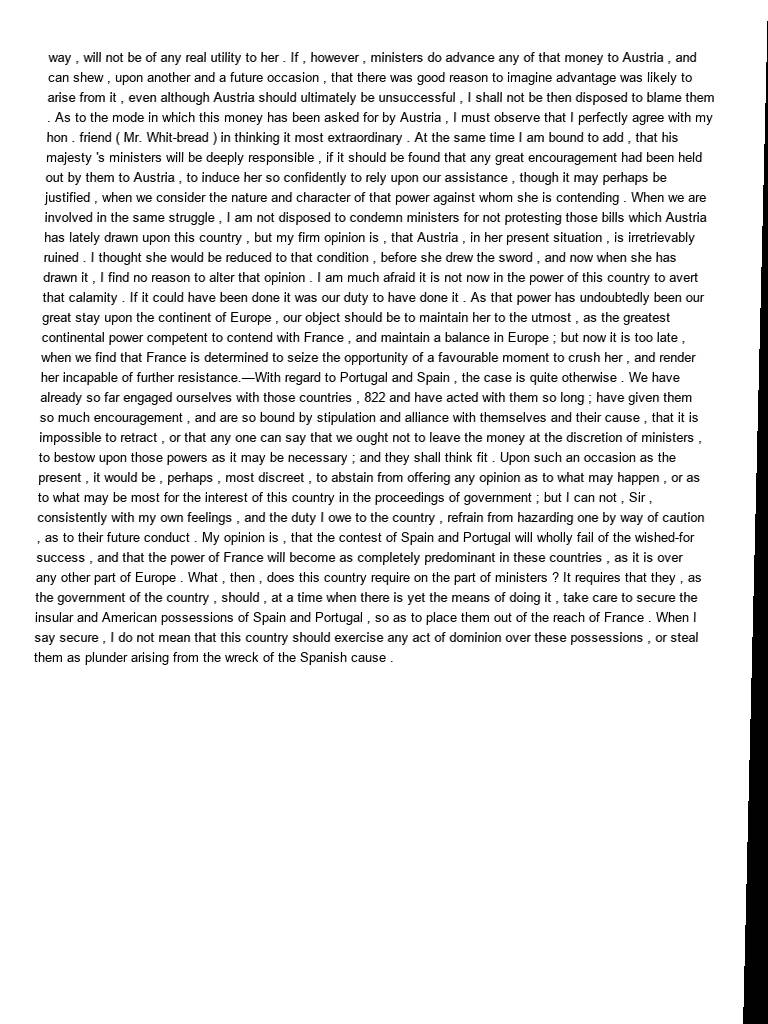 way , will not be of any real utility to her . If , however , ministers do advance any of that money to Austria , and
can shew , upon another and a future occasion , that there was good reason to imagine advantage was likely to
arise from it , even although Austria should ultimately be unsuccessful , I shall not be then disposed to blame them
. As to the mode in which this money has been asked for by Austria , I must observe that I perfectly agree with my
hon . friend ( Mr. Whit-bread ) in thinking it most extraordinary . At the same time I am bound to add , that his
majesty 's ministers will be deeply responsible , if it should be found that any great encouragement had been held
out by them to Austria , to induce her so confidently to rely upon our assistance , though it may perhaps be
justified , when we consider the nature and character of that power against whom she is contending . When we are
involved in the same struggle , I am not disposed to condemn ministers for not protesting those bills which Austria
has lately drawn upon this country , but my firm opinion is , that Austria , in her present situation , is irretrievably
ruined . I thought she would be reduced to that condition , before she drew the sword , and now when she has
drawn it , I find no reason to alter that opinion . I am much afraid it is not now in the power of this country to avert
that calamity . If it could have been done it was our duty to have done it . As that power has undoubtedly been our
great stay upon the continent of Europe , our object should be to maintain her to the utmost , as the greatest
continental power competent to contend with France , and maintain a balance in Europe ; but now it is too late ,
when we find that France is determined to seize the opportunity of a favourable moment to crush her , and render
her incapable of further resistance.—With regard to Portugal and Spain , the case is quite otherwise . We have
already so far engaged ourselves with those countries , 822 and have acted with them so long ; have given them
so much encouragement , and are so bound by stipulation and alliance with themselves and their cause , that it is
impossible to retract , or that any one can say that we ought not to leave the money at the discretion of ministers ,
to bestow upon those powers as it may be necessary ; and they shall think fit . Upon such an occasion as the
present , it would be , perhaps , most discreet , to abstain from offering any opinion as to what may happen , or as
to what may be most for the interest of this country in the proceedings of government ; but I can not , Sir ,
consistently with my own feelings , and the duty I owe to the country , refrain from hazarding one by way of caution
, as to their future conduct . My opinion is , that the contest of Spain and Portugal will wholly fail of the wished-for
success , and that the power of France will become as completely predominant in these countries , as it is over
any other part of Europe . What , then , does this country require on the part of ministers ? It requires that they , as
the government of the country , should , at a time when there is yet the means of doing it , take care to secure the
insular and American possessions of Spain and Portugal , so as to place them out of the reach of France . When I
say secure , I do not mean that this country should exercise any act of dominion over these possessions , or steal
them as plunder arising from the wreck of the Spanish cause .